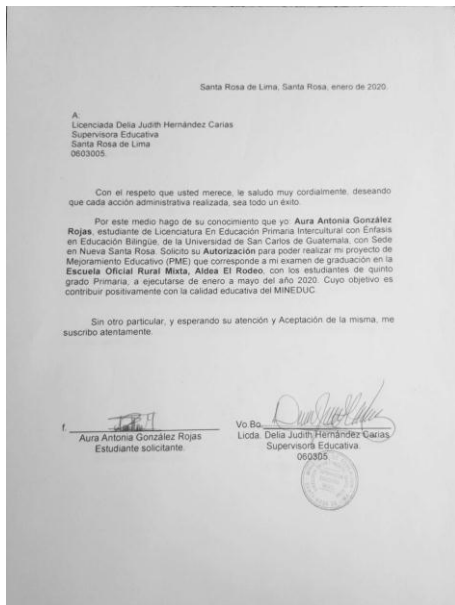 Santa Rosa de Lima, Santa Rosa, enero de 2020.
A:
Licenciada Delia Judith Hernández Carias
Supervisora Educativa
Santa Rosa de Lima
0603005.
Con el respeto que usted merece, le saludo muy cordialmente, deseando
que cada acción administrativa realizada, sea todo un éxito.
Por este medio hago de su conocimiento que yo: Aura Antonia González
Rojas, estudiante de Licenciatura En Educación Primaria Intercultural con Énfasis
en Educación Bilingüe, de la Universidad de San Carlos de Guatemala, con Sede
en Nueva Santa Rosa. Solicito su Autorización para poder realizar mi proyecto de
Mejoramiento Educativo (PME) que corresponde a mi examen de graduación en la
Escuela Oficial Rural Mixta, Aldea El Rodeo, con los estudiantes de quinto
grado Primaria, a ejecutarse de enero a mayo del año 2020. Cuyo objetivo es
contribuir positivamente con la calidad educativa del MINEDUC.
Sin otro particular, y esperando su atención y Aceptación de la misma, me
suscribo atentamente.
f.
Aura Antonia González Rojas
Estudiante solicitante.
Vo.Bo.
Licda. Delia Judith Hernández Carias
Supervisora Educativa.
060305.